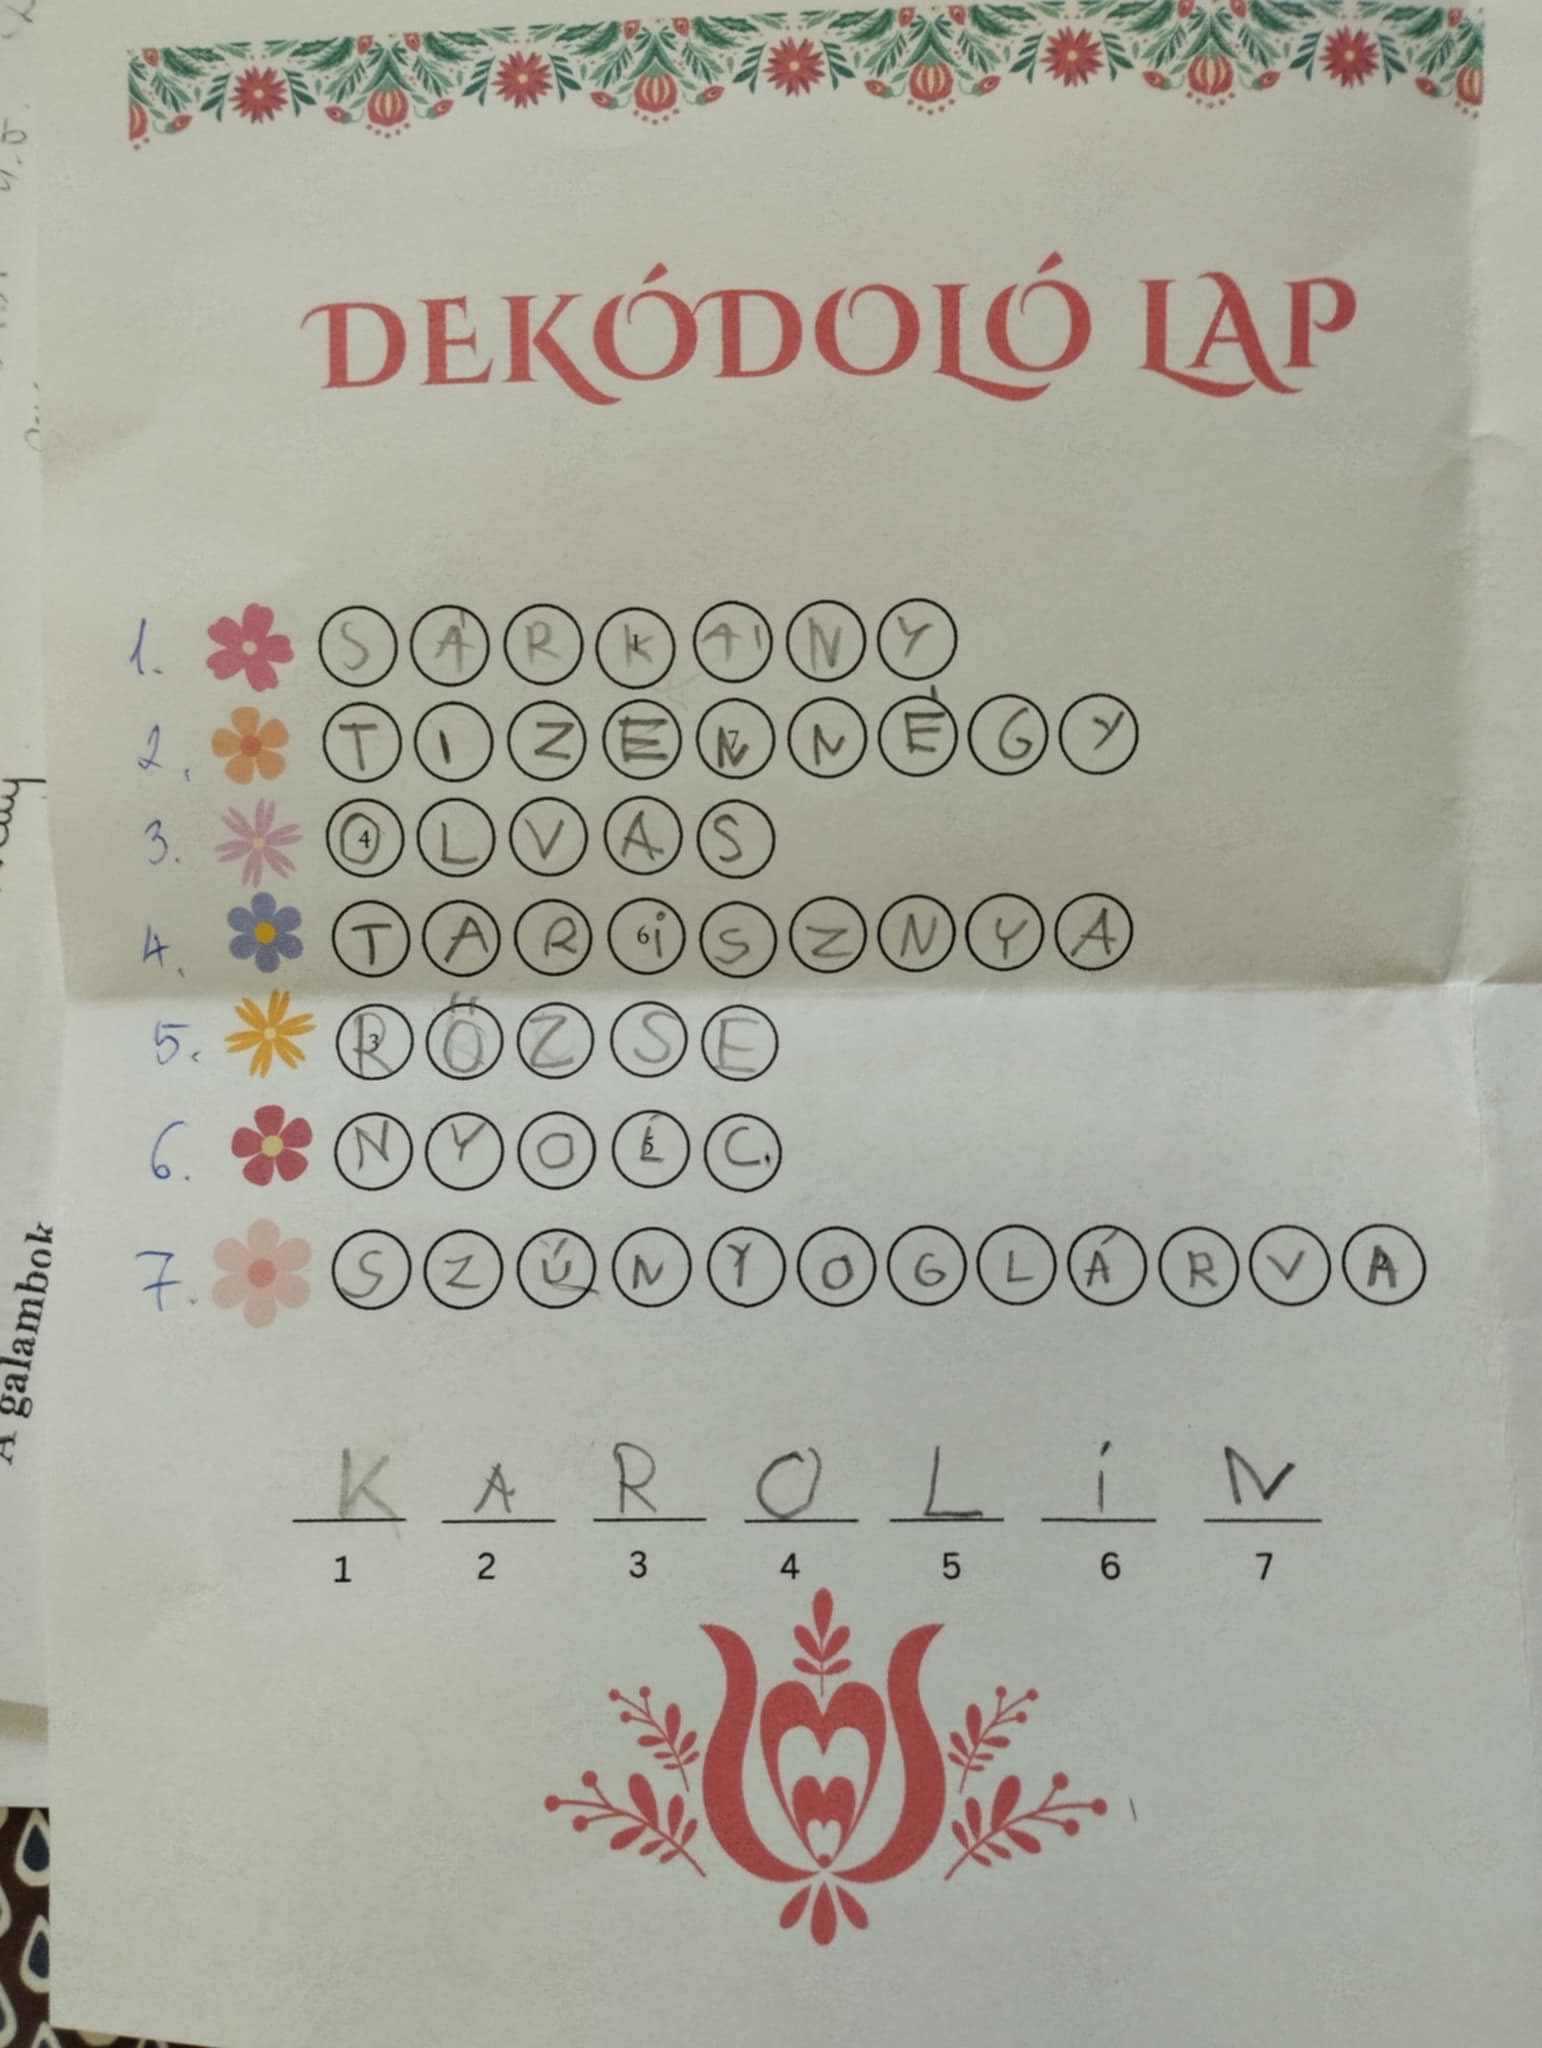 DEKÓDOLÓ LAP
1. SÁRKÁNY
2. TIZENNÉGY
3. OLVAS
4. TARiSZNYA
5. RŐZSE
6. NYOLC.
7. SZÚNYOGLÁRVA
K A R O L i N
1 2 3 4 5 6 7
A galambok